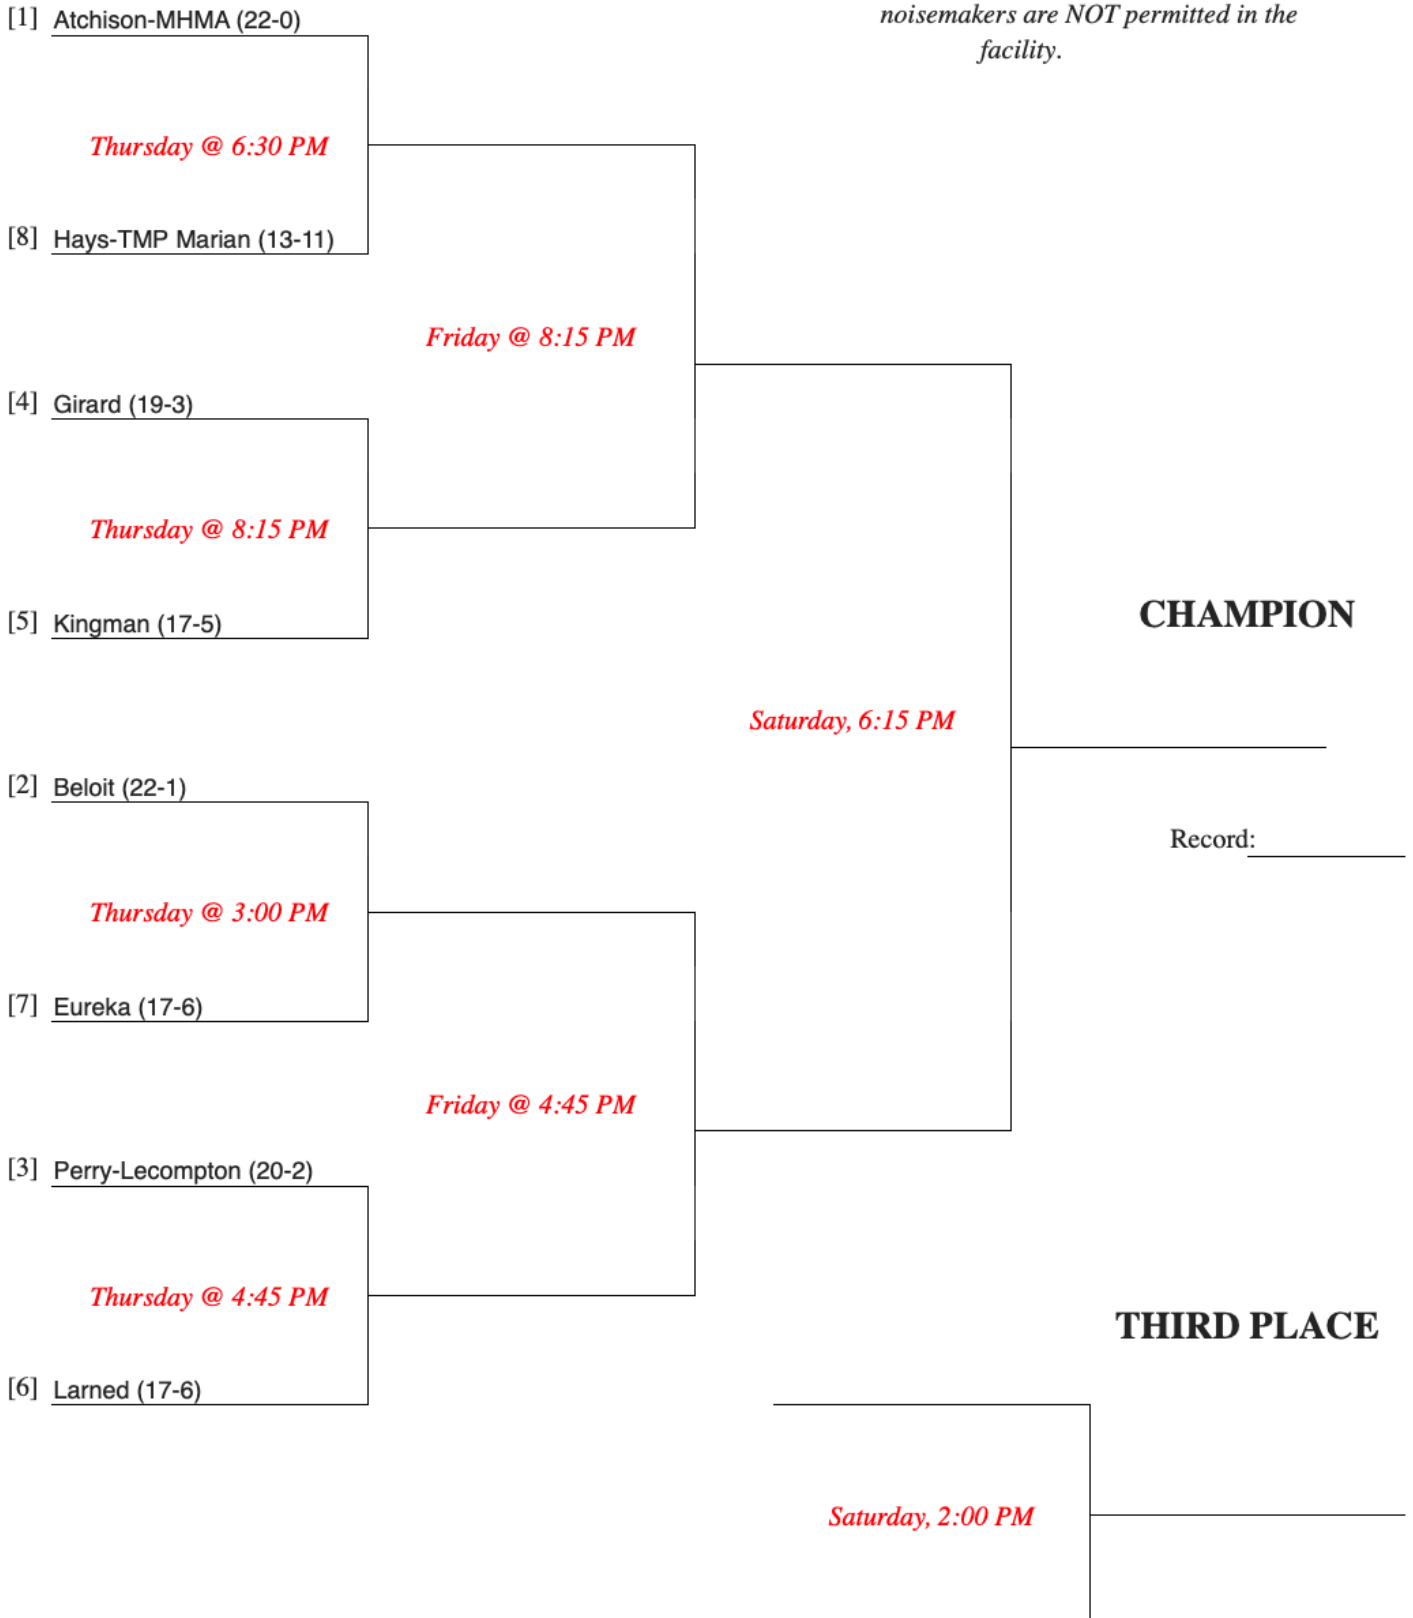 [1] Atchison-MHMA (22-0)
noisemakers are NOT permitted in the
facility.
Thursday @ 6:30 PM
[8] Hays-TMP Marian (13-11)
Friday @ 8:15 PM
[4] Girard (19-3)
Thursday @ 8:15 PM
[5] Kingman (17-5)
CHAMPION
Saturday, 6:15 PM
[2] Beloit (22-1)
Record:
Thursday @ 3:00 PM
[7] Eureka (17-6)
Friday @ 4:45 PM
[3] Perry-Lecompton (20-2)
Thursday @ 4:45 PM
THIRD PLACE
[6] Larned (17-6)
Saturday, 2:00 PM